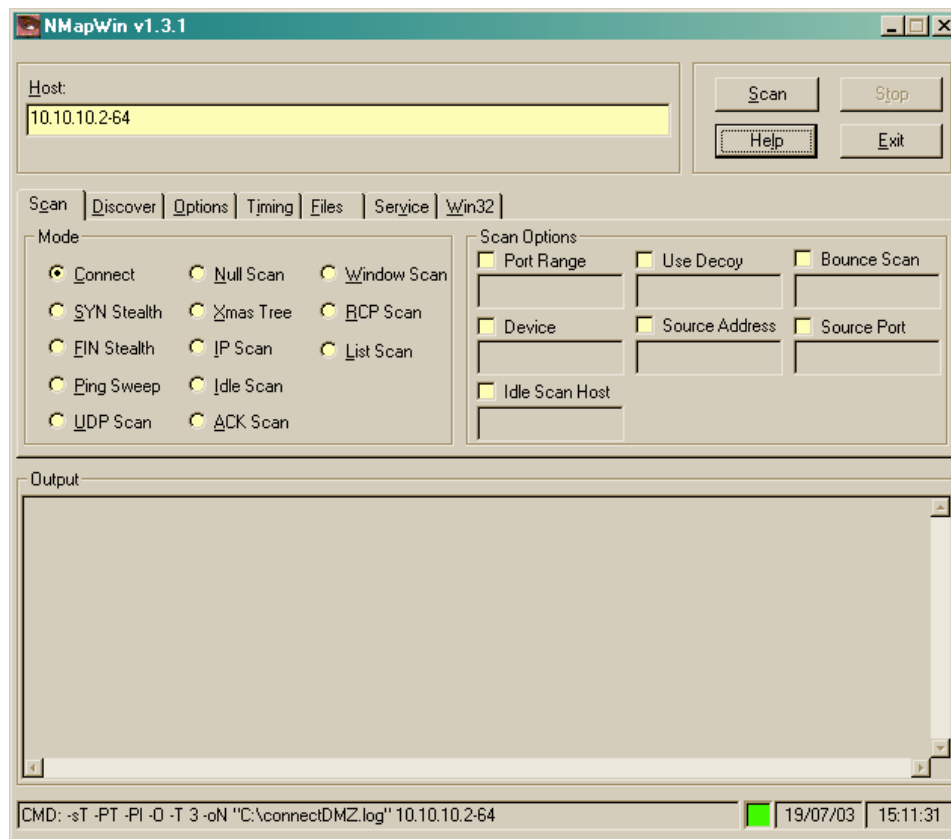 NMapWin v1.3.1
Host:
10.10.10.2-64
Scan
Stop
Help
Exit
Scan
Discover
Options
Timing
Files
Service
Win32
Mode
Connect
Null Scan
Window Scan
SYN Stealth
Xmas Tree
RCP Scan
FIN Stealth
IP Scan
List Scan
Ping Sweep
Idle Scan
UDP Scan
ACK Scan
Scan Options
Port Range
Use Decoy
Bounce Scan
Device
Source Address
Source Port
Idle Scan Host
Output
CMD: -sT -PT -PI -O -T 3 -oN "C:\connectDMZ.log" 10.10.10.2-64
19/07/03
15:11:31